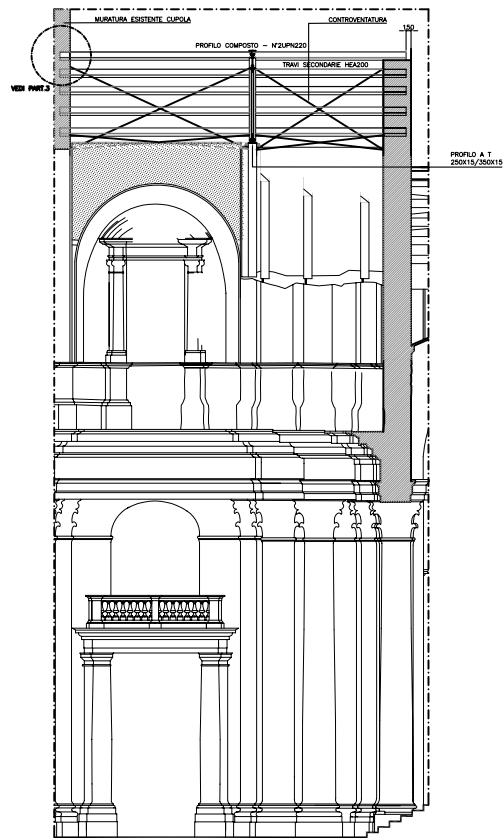 MURATURA ESISTENTE CUPOLA
CONTROVENTATURA
150
PROFILO COMPOSTO - N°2UPN220
TRAVI SECONDARIE HEA200
VEDI PART.3
PROFILO A T
250X15/350X15